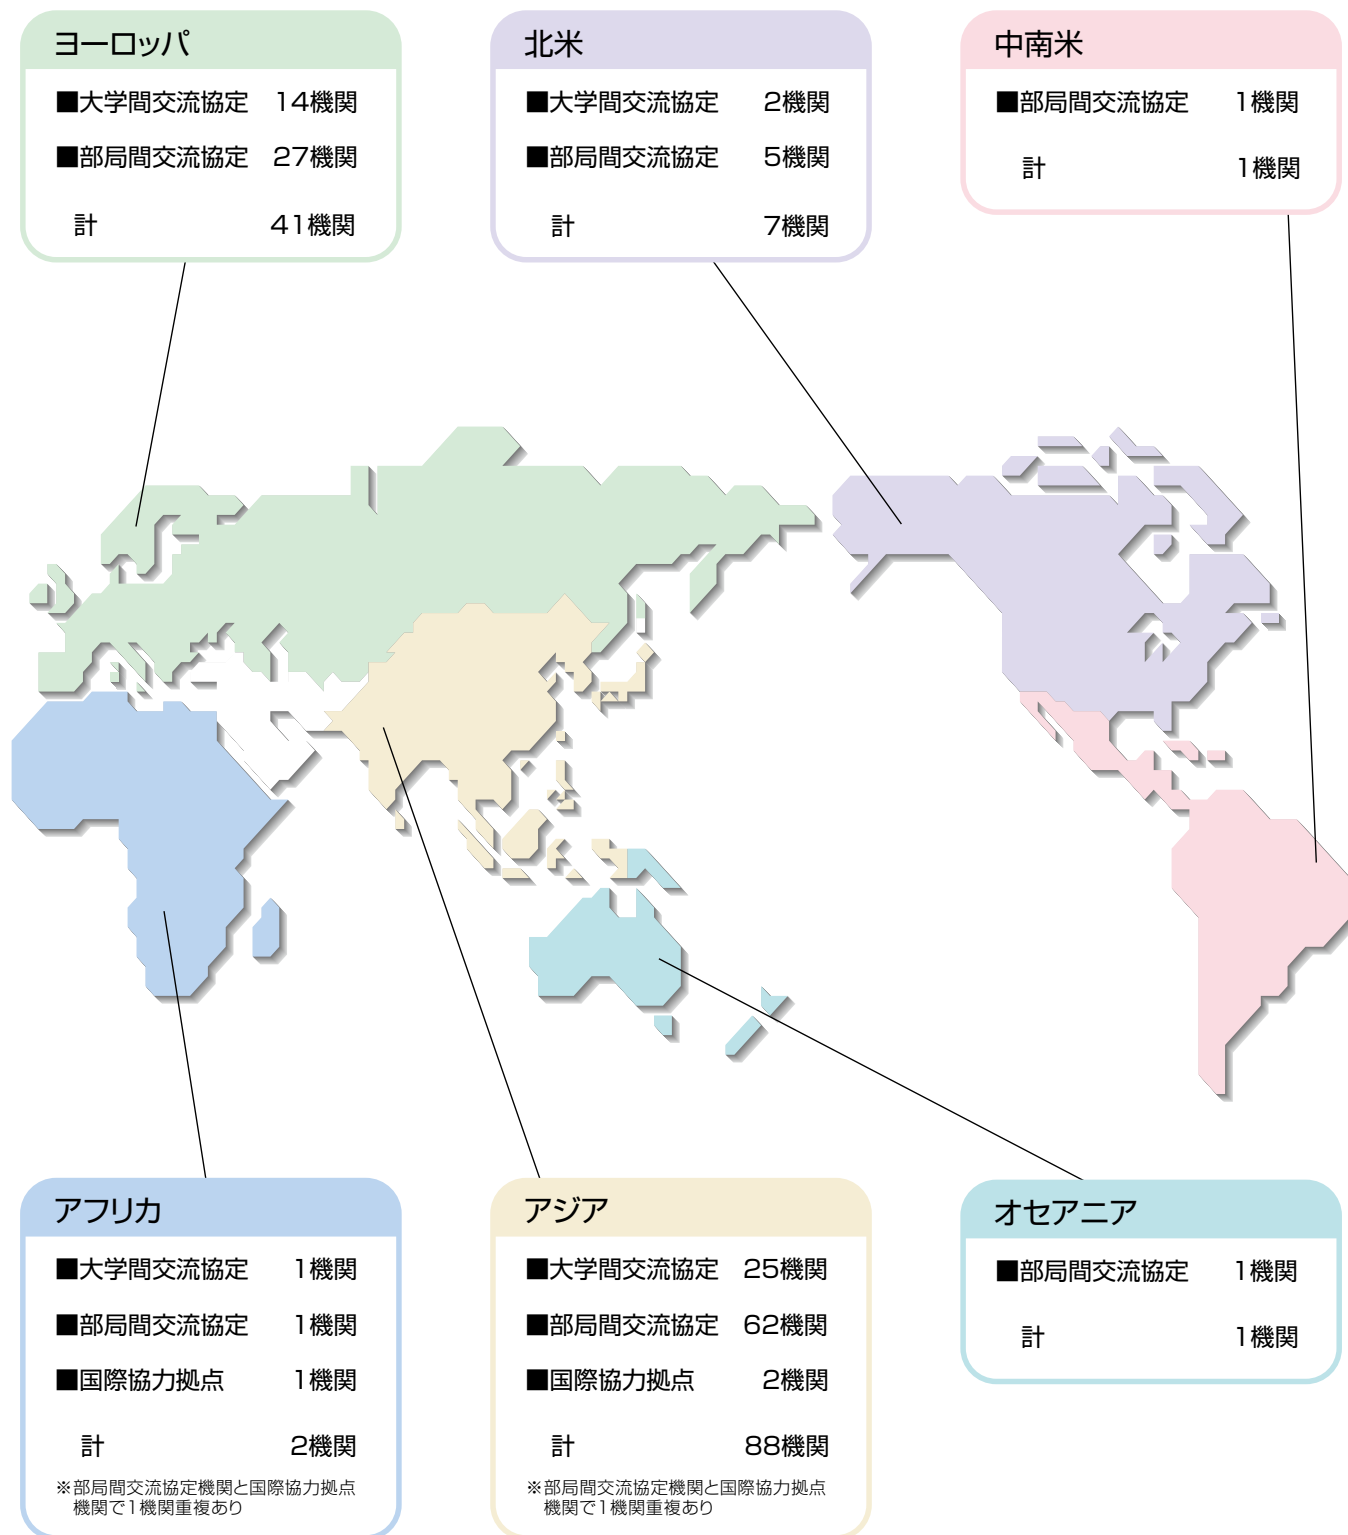 ヨーロッパ
■大学間交流協定 14機関
■部局間交流協定 27機関
計 41機関
北米
■大学間交流協定 2機関
■部局間交流協定 5機関
計 7機関
中南米
■部局間交流協定 1機関
計 1機関
アフリカ
■大学間交流協定 1機関
■部局間交流協定 1機関
■国際協力拠点 1機関
計 2機関
※部局間交流協定機関と国際協力拠点
機関で1機関重複あり
アジア
■大学間交流協定 25機関
■部局間交流協定 62機関
■国際協力拠点 2機関
計 88機関
※部局間交流協定機関と国際協力拠点
機関で1機関重複あり
オセアニア
■部局間交流協定 1機関
計 1機関